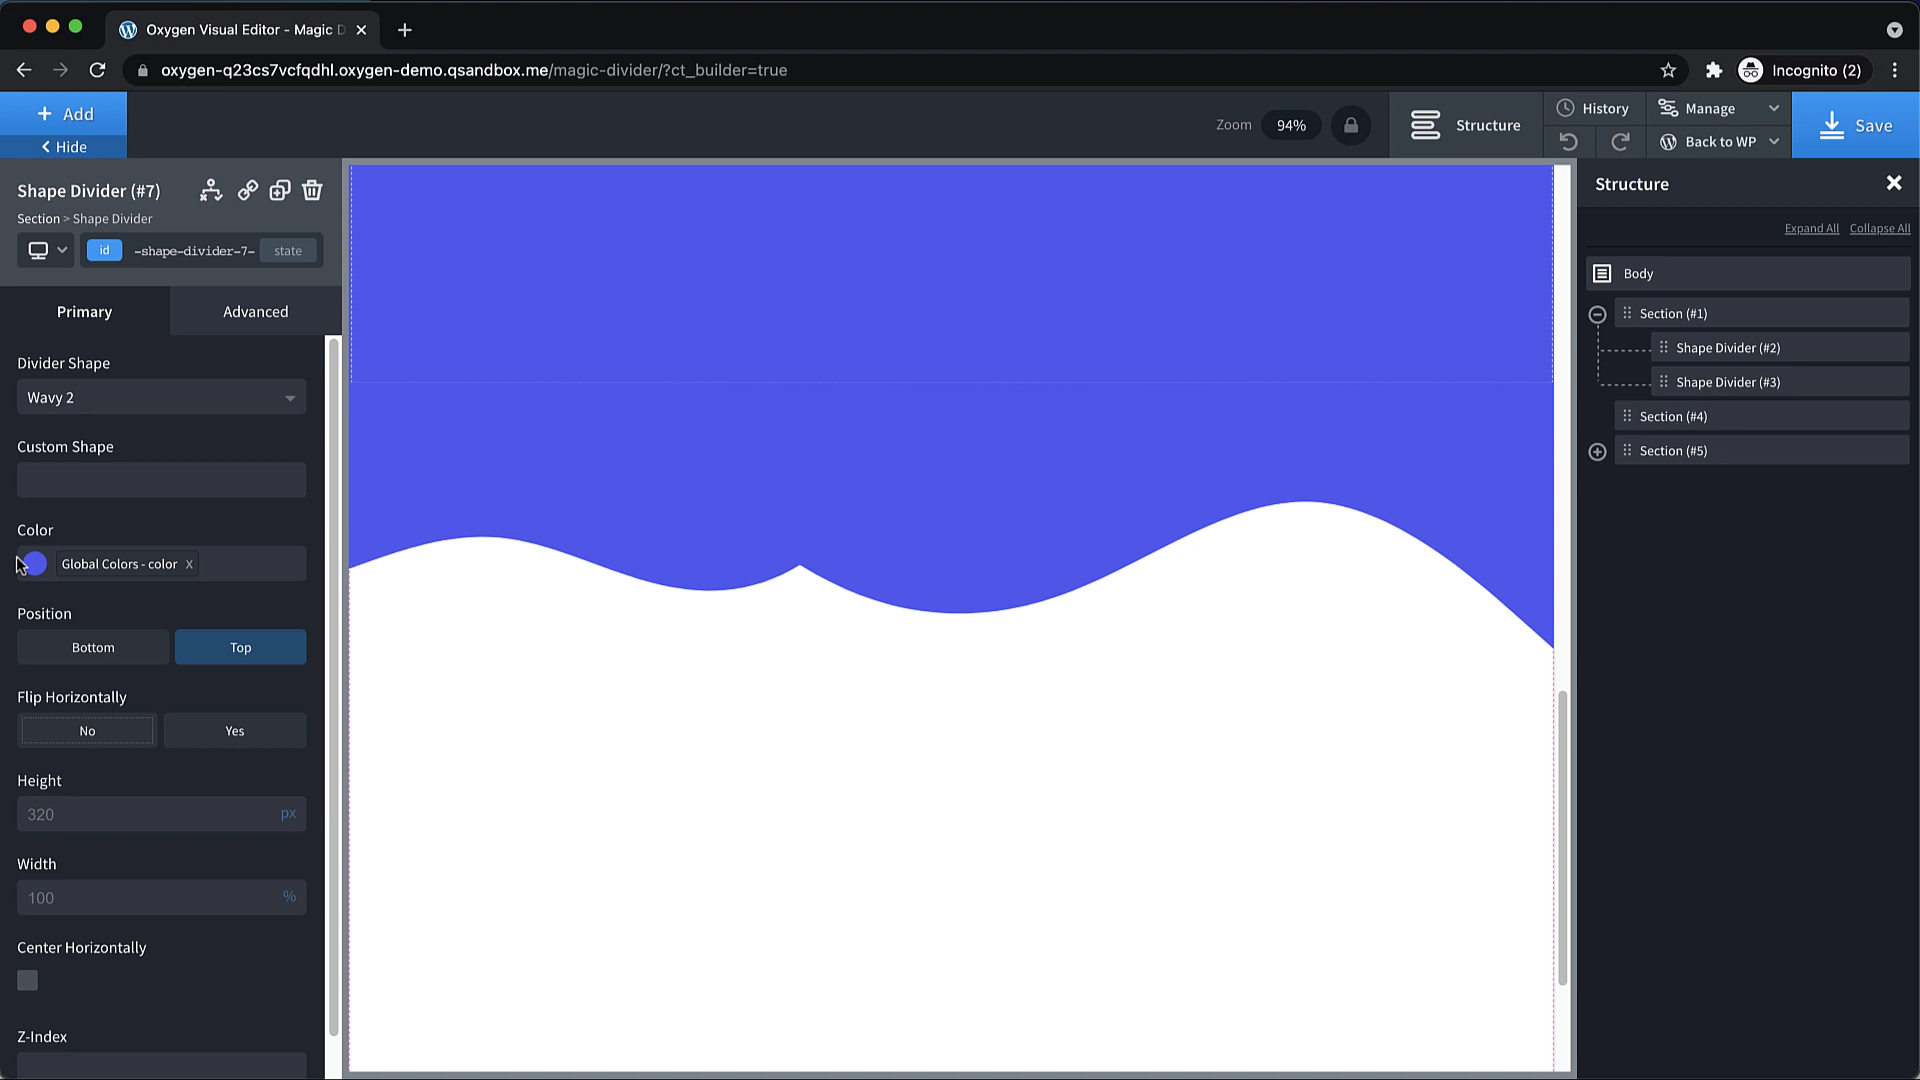 Oxygen Visual Editor - Magic D
oxygen-q23cs7vcfqdhl.oxygen-demo.qsandbox.me/magic-divider/?ct_builder=true
Incognito (2)
+ Add
Hide
Zoom
94%
Structure
History
Manage
Back to WP
Save
Shape Divider (#7)
Section > Shape Divider
id
-shape-divider-7-
state
Primary
Advanced
Divider Shape
Wavy 2
Custom Shape
Color
Global Colors - color x
Position
Bottom
Top
Flip Horizontally
No
Yes
Height
320
px
Width
100
%
Center Horizontally
Z-Index
Structure
Expand All
Collapse All
Body
Section (#1)
Shape Divider (#2)
Shape Divider (#3)
Section (#4)
Section (#5)